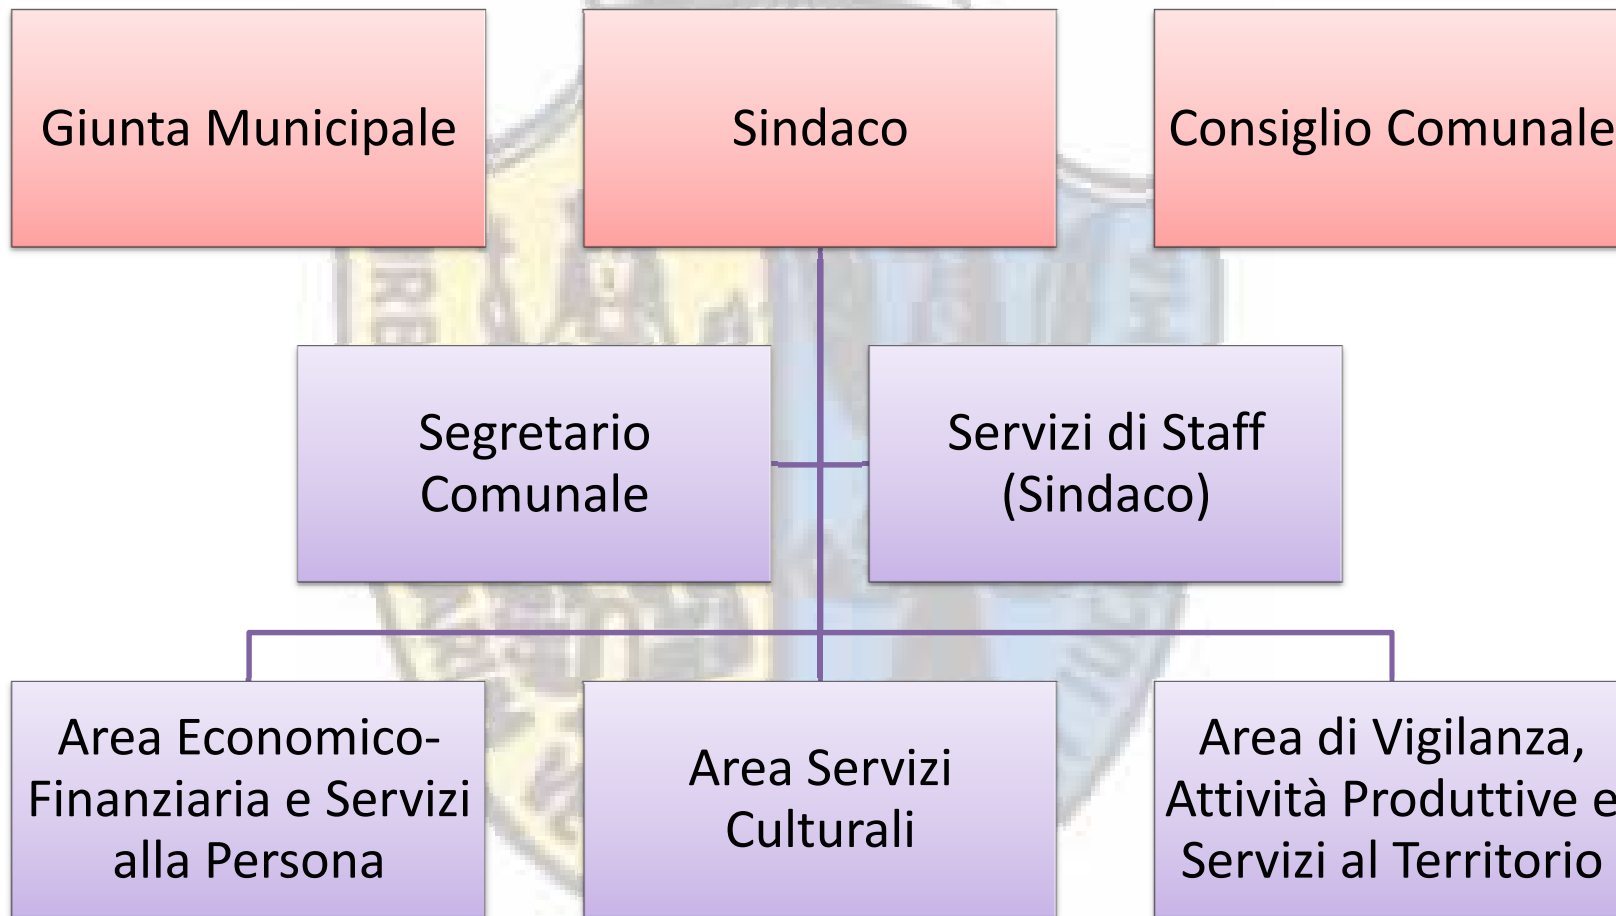 Giunta Municipale
Sindaco
Consiglio Comunale
Segretario
Comunale
Servizi di Staff
(Sindaco)
Area Economico-
Finanziaria e Servizi
alla Persona
Area Servizi
Culturali
Area di Vigilanza,
Attività Produttive e
Servizi al Territorio